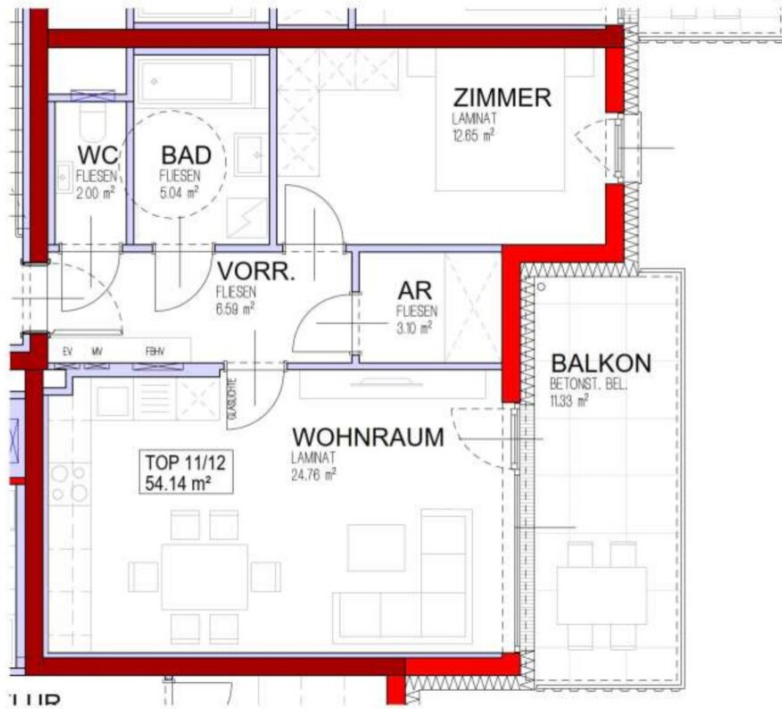 ZIMMER
LAMINAT
12.65 m²
WC
FLIESEN
2.00 m²
BAD
FLIESEN
5.04 m²
VORR.
FLIESEN
6.59 m²
AR
FLIESEN
3.10 m²
EV MV FBHV
BALKON
BETONST. BEL.
11.33 m²
GLASLICHTE
WOHNRAUM
LAMINAT
24.76 m²
TOP 11/12
54.14 m²